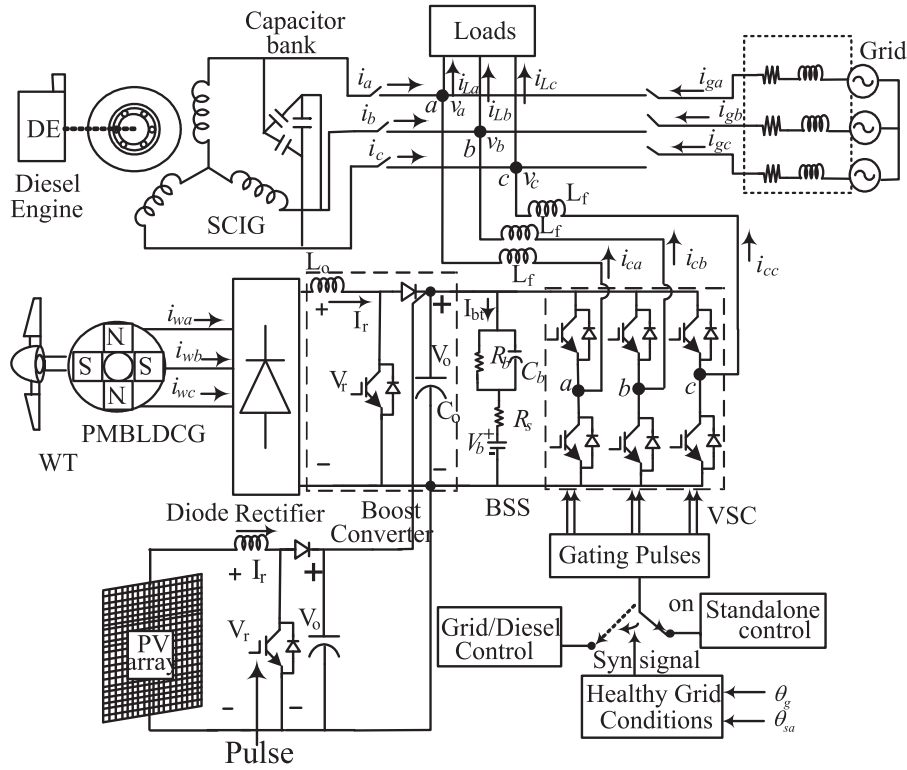 Capacitor
bank
Loads
Grid
i_a
i_La
i_Lc
i_ga
a
v_a
i_Lb
i_gb
DE
i_b
b
v_b
i_gc
i_c
c
v_c
Diesel
Engine
SCIG
L_f
L_f
L_f
i_ca
i_cb
i_cc
L_o
i_wa
+
I_r
+
I_bt
N
S
S
i_wb
V_r
V_o
R_b
C_b
a
b
c
N
i_wc
C_o
R_s
PMBLDCG
V_b
+
-
WT
–
–
BSS
VSC
Diode Rectifier
Boost
Converter
Gating Pulses
+ I_r
+
on
Standalone
control
V_r
V_o
Grid/Diesel
Control
PV
array
Syn signal
Healthy Grid
Conditions
θ_g
θ_sa
–
–
Pulse